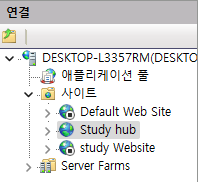 연결
DESKTOP-L3357RM(DESKTO
애플리케이션 풀
사이트
Default Web Site
Study hub
study Website
Server Farms